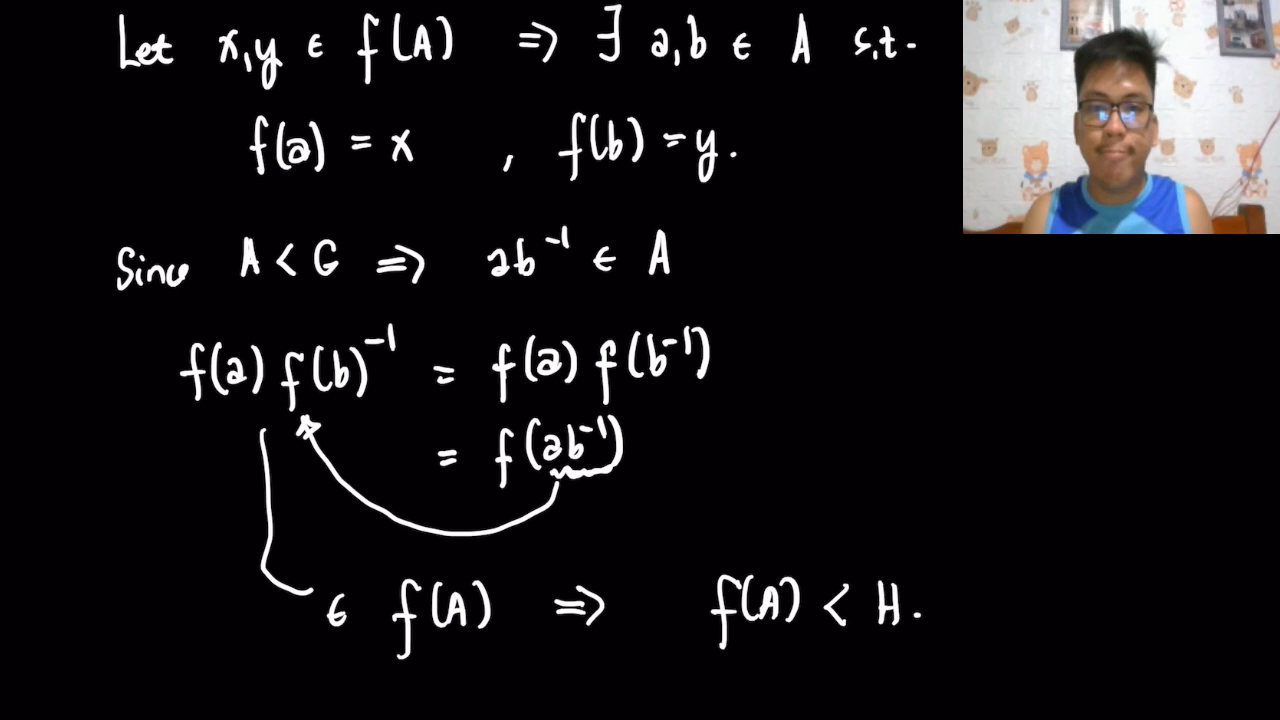 Let x,y ∈ f(A) => ∃ a,b ∈ A s.t.
f(a) = x , f(b) = y.
Since A < G => ab⁻¹ ∈ A
f(a) f(b)⁻¹ = f(a) f(b⁻¹)
= f(ab⁻¹)
∈ f(A) => f(A) < H.